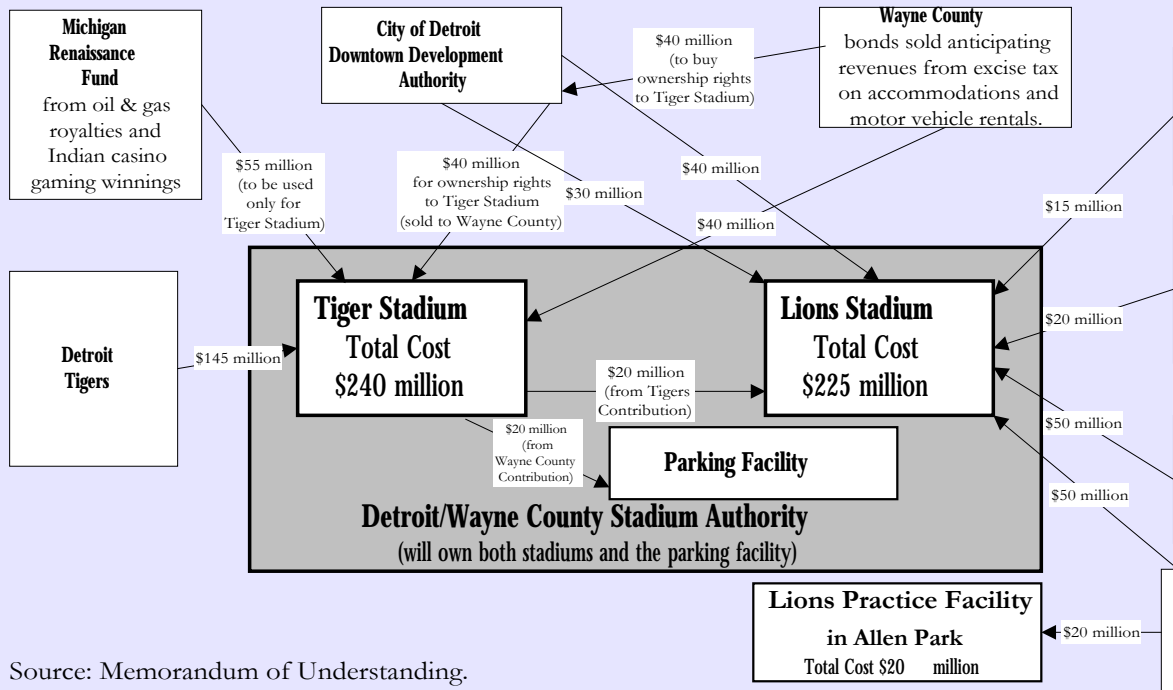 Michigan
Renaissance
Fund
from oil & gas
royalties and
Indian casino
gaming winnings
City of Detroit
Downtown Development
Authority
$40 million
(to buy
ownership rights
to Tiger Stadium)
Wayne County
bonds sold anticipating
revenues from excise tax
on accommodations and
motor vehicle rentals.
$55 million
(to be used
only for
Tiger Stadium)
$40 million
for ownership rights
to Tiger Stadium
(sold to Wayne County)
$30 million
$40 million
$40 million
$15 million
Detroit
Tigers
$145 million
Tiger Stadium
Total Cost
$240 million
Lions Stadium
Total Cost
$225 million
$20 million
$20 million
(from Tigers
Contribution)
$50 million
$20 million
(from
Wayne County
Contribution)
Parking Facility
$50 million
Detroit/Wayne County Stadium Authority
(will own both stadiums and the parking facility)
Lions Practice Facility
in Allen Park
Total Cost $20 million
$20 million
Source: Memorandum of Understanding.